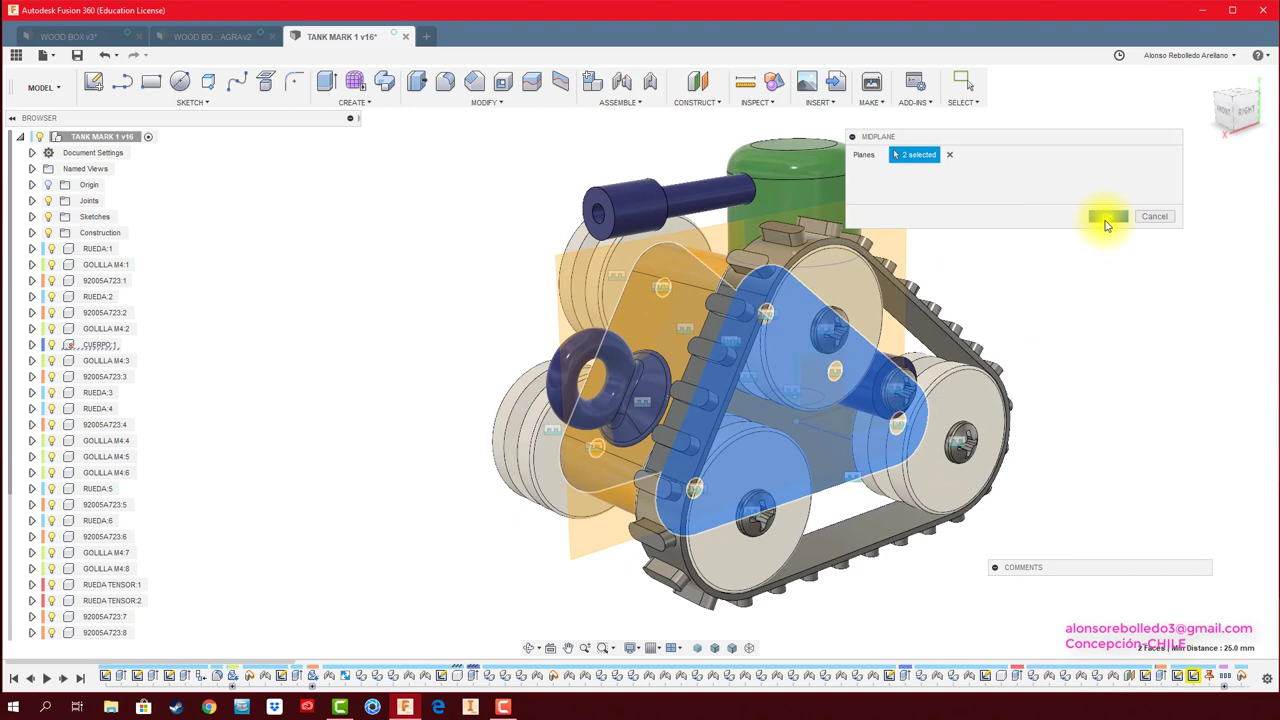 Autodesk Fusion 360 (Education License)
WOOD BOX v3*
WOOD BO...AGRAv2
TANK MARK 1 v16*
Alonso Rebolledo Arellano
MODEL
SKETCH
CREATE
MODIFY
ASSEMBLE
CONSTRUCT
INSPECT
INSERT
MAKE
ADD-INS
SELECT
BROWSER
TANK MARK 1 v16
Document Settings
Named Views
Origin
Joints
Sketches
Construction
RUEDA:1
GOLILLA M4:1
92005A723:1
RUEDA:2
92005A723:2
GOLILLA M4:2
CUERPO:1
GOLILLA M4:3
92005A723:3
RUEDA:3
RUEDA:4
92005A723:4
GOLILLA M4:4
GOLILLA M4:5
GOLILLA M4:6
RUEDA:5
92005A723:5
RUEDA:6
92005A723:6
GOLILLA M4:7
GOLILLA M4:8
RUEDA TENSOR:1
RUEDA TENSOR:2
92005A723:7
92005A723:8
MIDPLANE
Planes
2 selected
Cancel
FRONT
RIGHT
Z
X
COMMENTS
alonsorebolledo3@gmail.com
Concepción-CHILE
2 Faces | Min Distance : 25.0 mm